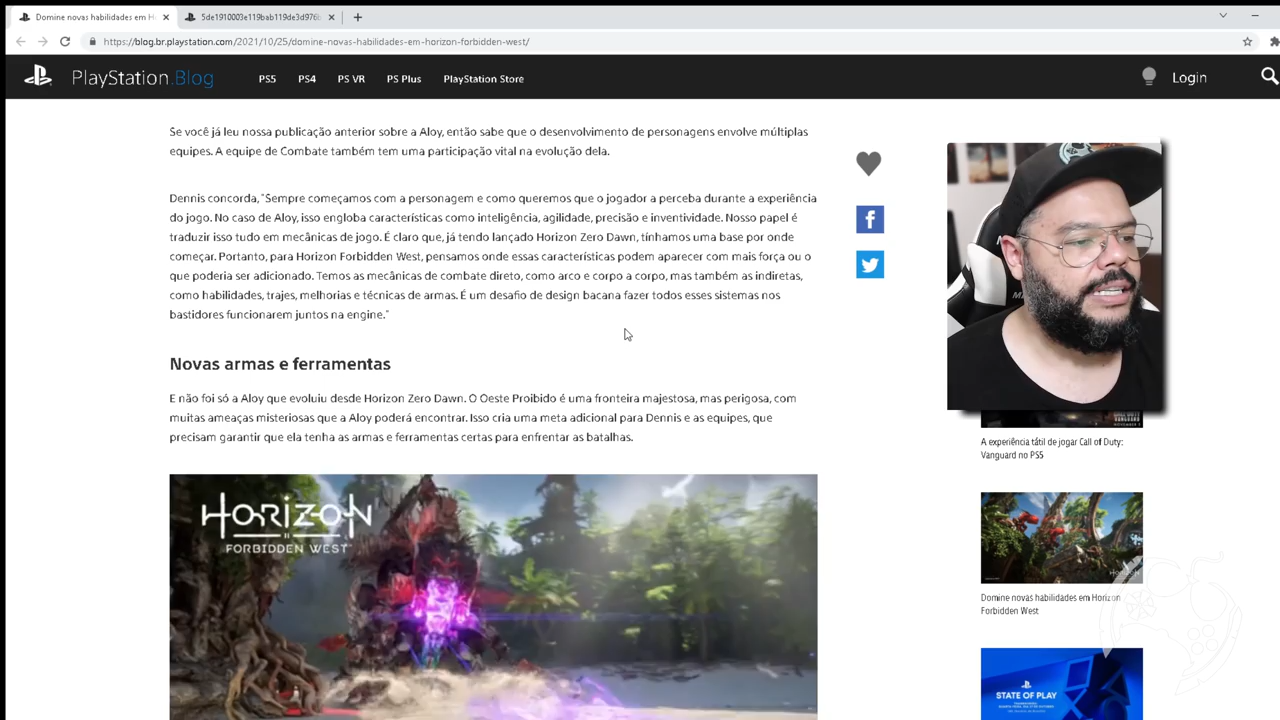 Domine novas habilidades em H
5de1910003e119bab119de3d976b
https://blog.br.playstation.com/2021/10/25/domine-novas-habilidades-em-horizon-forbidden-west/
PlayStation.Blog
PS5
PS4
PS VR
PS Plus
PlayStation Store
Login
Se você já leu nossa publicação anterior sobre a Aloy, então sabe que o desenvolvimento de personagens envolve múltiplas
equipes. A equipe de Combate também tem uma participação vital na evolução dela.
Dennis concorda, "Sempre começamos com a personagem e como queremos que o jogador a perceba durante a experiência
do jogo. No caso de Aloy, isso engloba características como inteligência, agilidade, precisão e inventividade. Nosso papel é
traduzir isso tudo em mecânicas de jogo. É claro que, já tendo lançado Horizon Zero Dawn, tínhamos uma base por onde
começar. Portanto, para Horizon Forbidden West, pensamos onde essas características podem aparecer com mais força ou o
que poderia ser adicionado. Temos as mecânicas de combate direto, como arco e corpo a corpo, mas também as indiretas,
como habilidades, trajes, melhorias e técnicas de armas. É um desafio de design bacana fazer todos esses sistemas nos
bastidores funcionarem juntos na engine."
Novas armas e ferramentas
E não foi só a Aloy que evoluiu desde Horizon Zero Dawn. O Oeste Proibido é uma fronteira majestosa, mas perigosa, com
muitas ameaças misteriosas que a Aloy poderá encontrar. Isso cria uma meta adicional para Dennis e as equipes, que
precisam garantir que ela tenha as armas e ferramentas certas para enfrentar as batalhas.
HORIZON
FORBIDDEN WEST
VANGUARD
A experiência tátil de jogar Call of Duty:
Vanguard no PS5
HORIZON
Domine novas habilidades em Horizon
Forbidden West
STATE OF PLAY